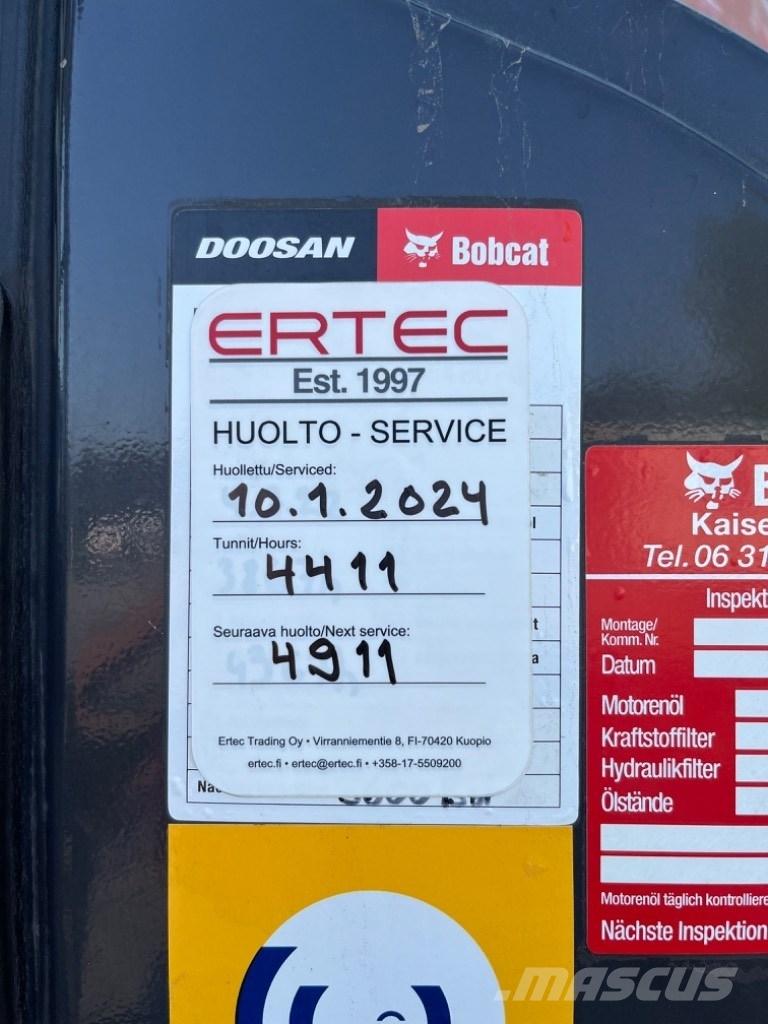 DOOSAN Bobcat
ERTEC
Est. 1997
HUOLTO - SERVICE
Huollettu/Serviced:
10.1.2024
Tunnit/Hours:
4411
Seuraava huolto/Next service:
4911
Ertec Trading Oy • Virranniementie 8, FI-70420 Kuopio
ertec.fi • ertec@ertec.fi • +358-17-5509200
Kaise
Tel. 06 31
Inspekt
Montage/
Komm. Nr.
Datum
Motorenöl
Kraftstoffilter
Hydraulikfilter
Ölstände
Motorenöl täglich kontrolliere
Nächste Inspektion
MASCUS